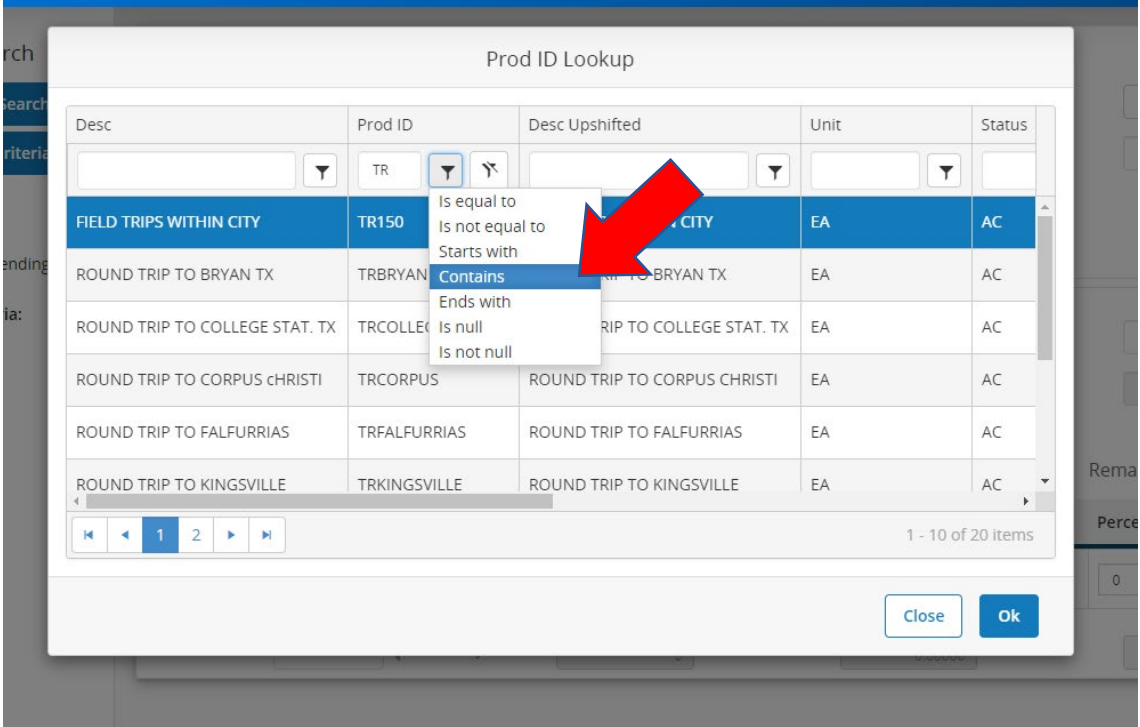 rch
Search
riteria
ending
ia:
Prod ID Lookup
Desc Prod ID Desc Upshifted Unit Status
TR
Is equal to
Is not equal to
Starts with
Contains
Ends with
Is null
Is not null
FIELD TRIPS WITHIN CITY TR150 CITY EA AC
ROUND TRIP TO BRYAN TX TRBRYAN TO BRYAN TX EA AC
ROUND TRIP TO COLLEGE STAT. TX TRCOLLE RIP TO COLLEGE STAT. TX EA AC
ROUND TRIP TO CORPUS cHRISTI TRCORPUS ROUND TRIP TO CORPUS CHRISTI EA AC
ROUND TRIP TO FALFURRIAS TRFALFURRIAS ROUND TRIP TO FALFURRIAS EA AC
ROUND TRIP TO KINGSVILLE TRKINGSVILLE ROUND TRIP TO KINGSVILLE EA AC
1 2 1 - 10 of 20 items
Close Ok
Rema
Perce
0